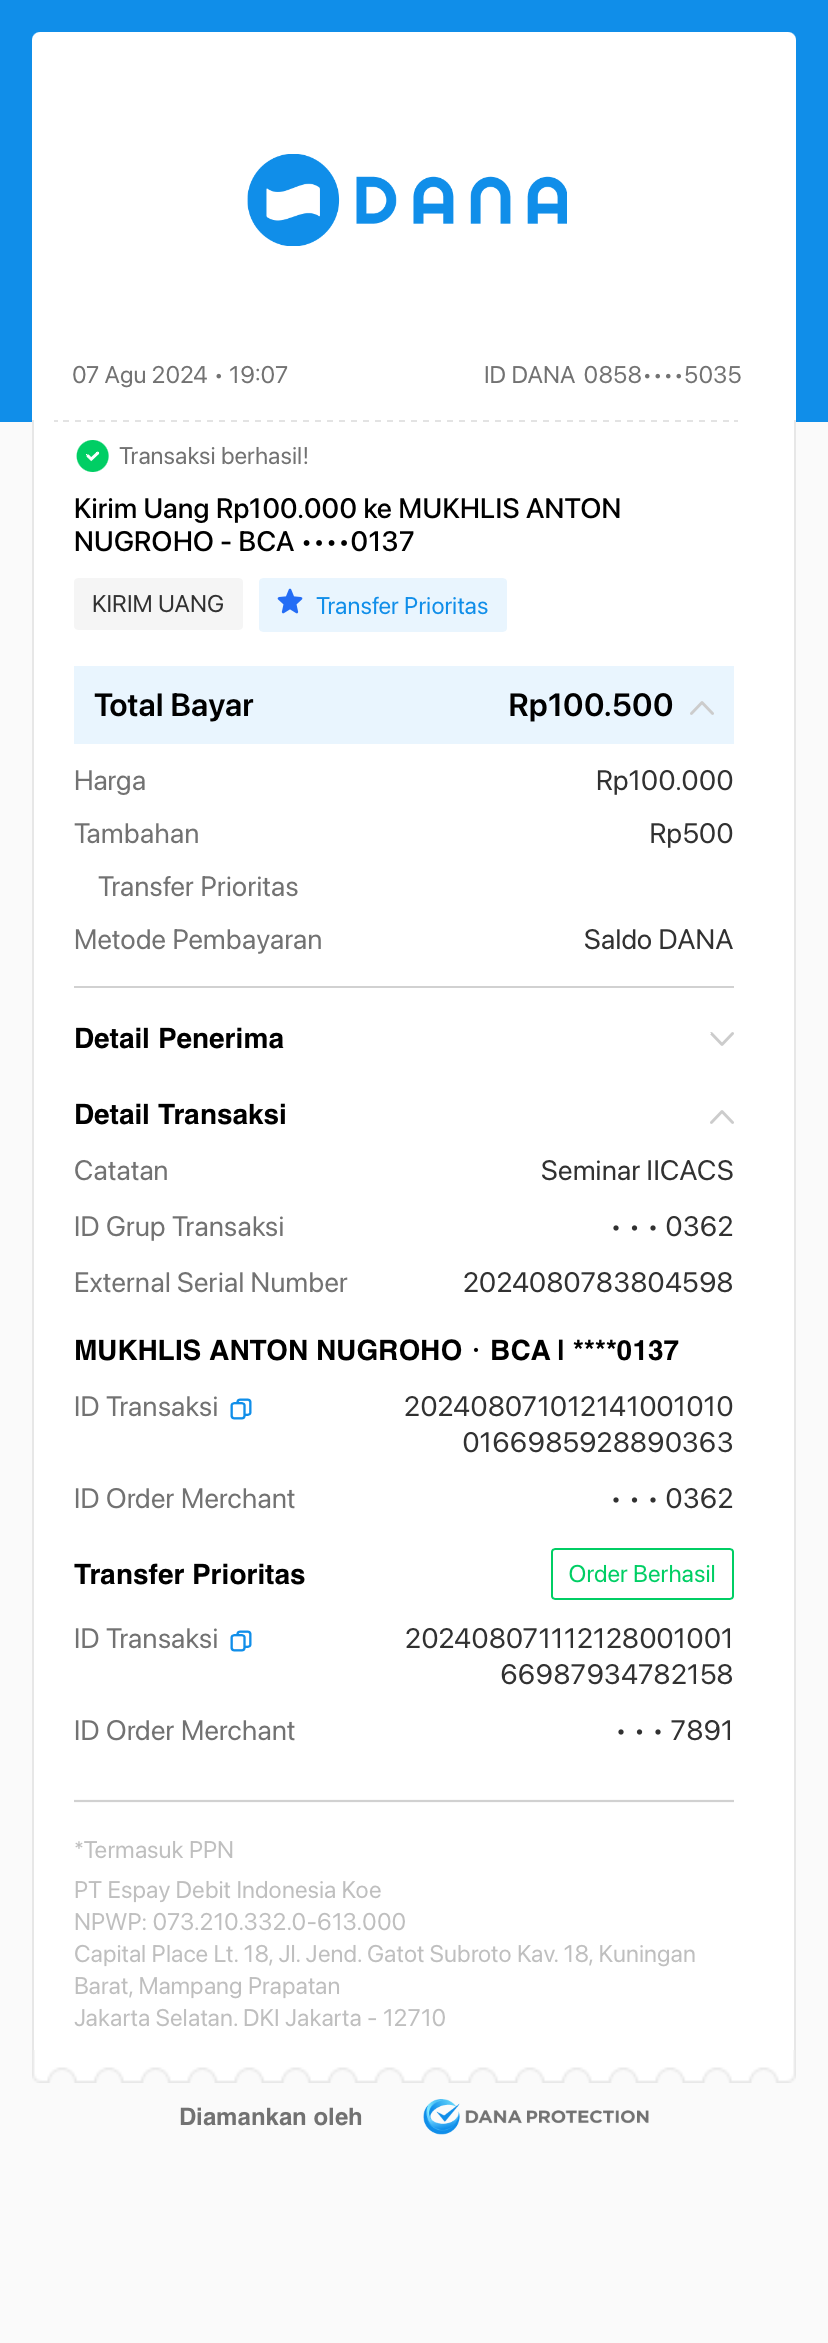 DANA
07 Agu 2024 • 19:07 ID DANA 0858••••5035
Transaksi berhasil!
Kirim Uang Rp100.000 ke MUKHLIS ANTON
NUGROHO - BCA ••••0137
KIRIM UANG Transfer Prioritas
Total Bayar Rp100.500
Harga Rp100.000
Tambahan Rp500
Transfer Prioritas
Metode Pembayaran Saldo DANA
Detail Penerima
Detail Transaksi
Catatan Seminar IICACS
ID Grup Transaksi • • • 0362
External Serial Number 2024080783804598
MUKHLIS ANTON NUGROHO · BCA | ****0137
ID Transaksi 202408071012141001010
0166985928890363
ID Order Merchant • • • 0362
Transfer Prioritas Order Berhasil
ID Transaksi 202408071112128001001
66987934782158
ID Order Merchant • • • 7891
*Termasuk PPN
PT Espay Debit Indonesia Koe
NPWP: 073.210.332.0-613.000
Capital Place Lt. 18, Jl. Jend. Gatot Subroto Kav. 18, Kuningan
Barat, Mampang Prapatan
Jakarta Selatan. DKI Jakarta - 12710
Diamankan oleh DANA PROTECTION